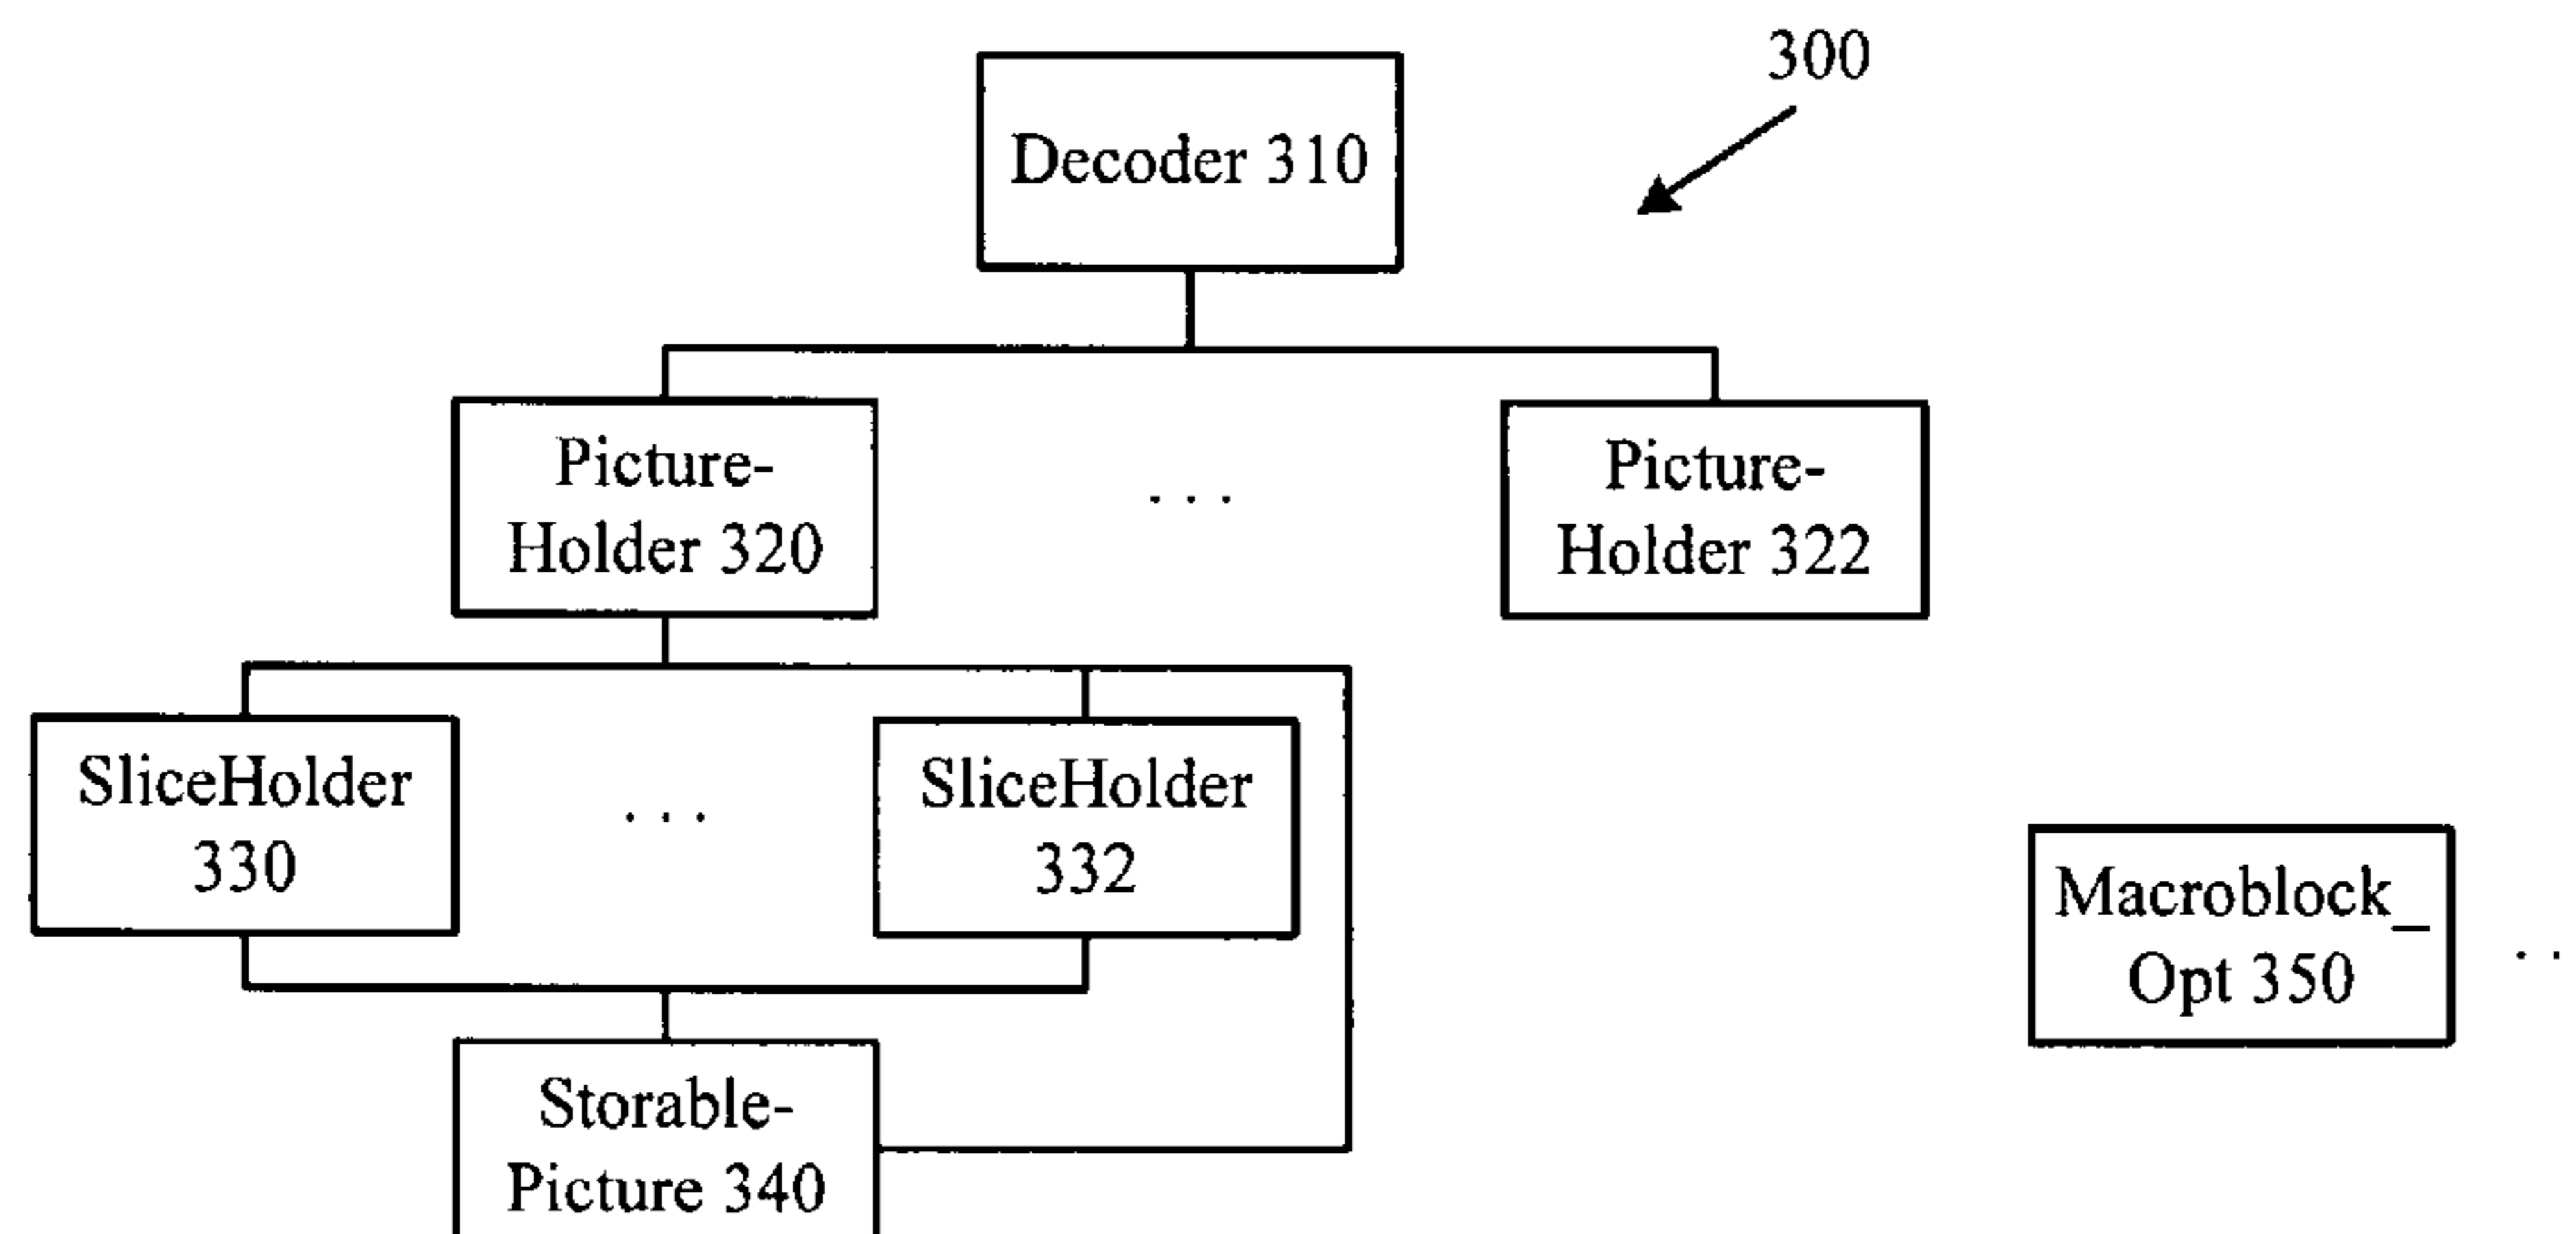 300
Decoder 310
Picture-
Holder 320
. . .
Picture-
Holder 322
SliceHolder
330
. . .
SliceHolder
332
Macroblock_
Opt 350
. .
Storable-
Picture 340